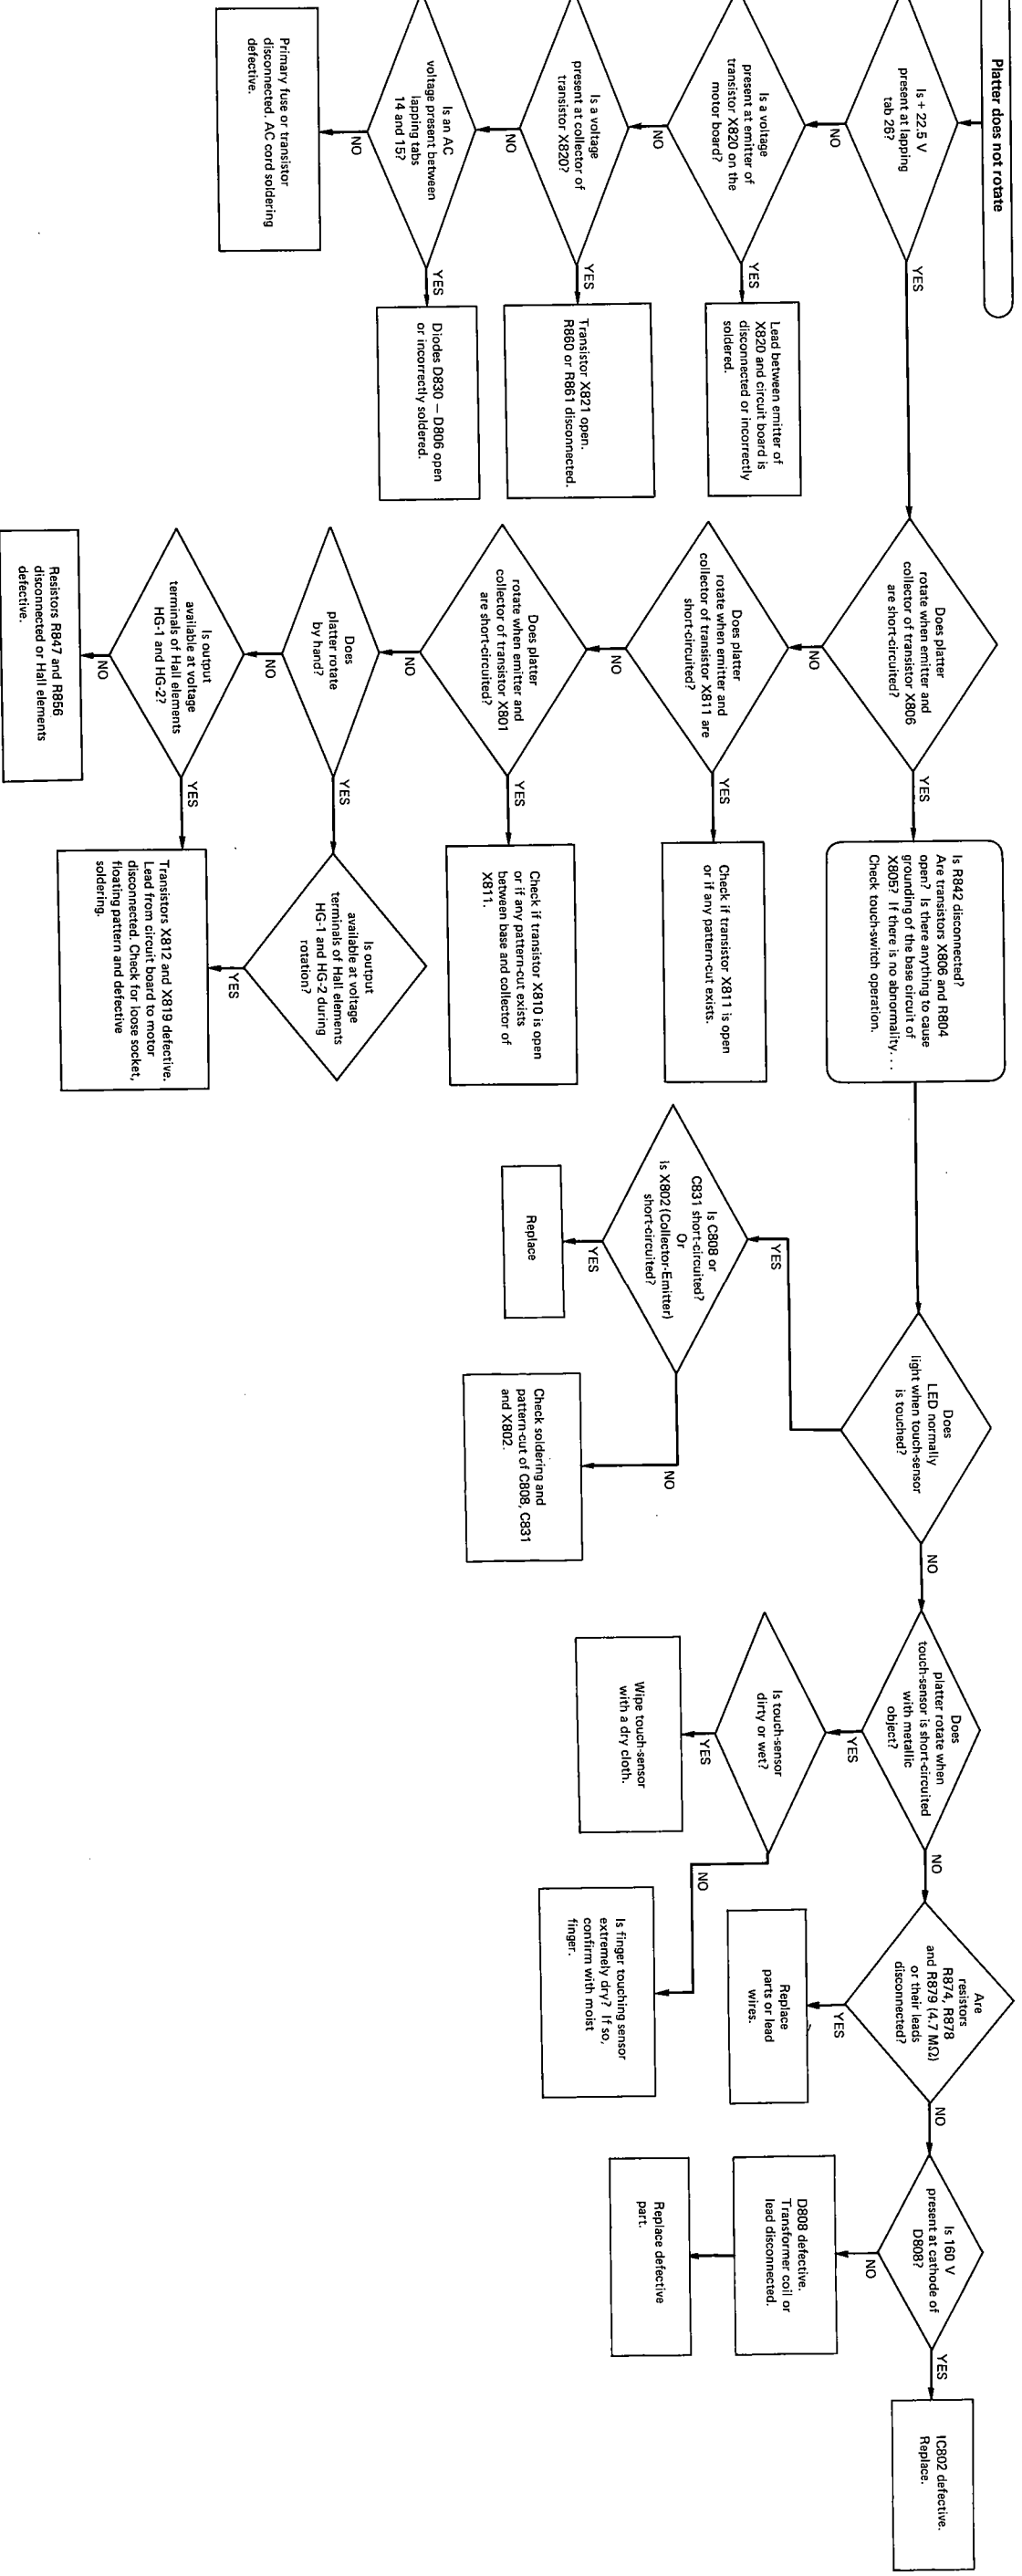 Platter does not rotate
Is + 22.5 V
present at lapping
tab 26?
YES
NO
Is a voltage
present at emitter of
transistor X820 on the
motor board?
YES
Lead between emitter of
X820 and circuit board is
disconnected or incorrectly
soldered.
NO
Is a voltage
present at collector of
transistor X820?
YES
Transistor X821 open.
R860 or R861 disconnected.
NO
Is an AC
voltage present between
lapping tabs
14 and 15?
YES
Diodes D830 – D806 open
or incorrectly soldered.
NO
Primary fuse or transistor
disconnected. AC cord soldering
defective.
Does platter
rotate when emitter and
collector of transistor X806
are short-circuited?
YES
NO
Does platter
rotate when emitter and
collector of transistor X811 are
short-circuited?
YES
Check if transistor X811 is open
or if any pattern-cut exists.
NO
Does platter
rotate when emitter and
collector of transistor X801
are short-circuited?
YES
Check if transistor X810 is open
or if any pattern-cut exists
between base and collector of
X811.
NO
Does
platter rotate
by hand?
YES
Is output
available at voltage
terminals of Hall elements
HG-1 and HG-2 during
rotation?
YES
NO
Is output
available at voltage
terminals of Hall elements
HG-1 and HG-2?
YES
Transistors X812 and X819 defective.
Lead from circuit board to motor
disconnected. Check for loose socket,
floating pattern and defective
soldering.
NO
Resistors R847 and R856
disconnected or Hall elements
defective.
Is R842 disconnected?
Are transistors X806 and R804
open? Is there anything to cause
grounding of the base circuit of
X805? If there is no abnormality. . .
Check touch-switch operation.
Does
LED normally
light when touch-sensor
is touched?
YES
Is C808 or
C831 short-circuited?
Or
is X802 (Collector-Emitter)
short-circuited?
YES
Replace
NO
Check soldering and
pattern-cut of C808, C831
and X802.
NO
Does
platter rotate when
touch-sensor is short-circuited
with metallic
object?
YES
Is touch-sensor
dirty or wet?
YES
Wipe touch-sensor
with a dry cloth.
NO
Is finger touching sensor
extremely dry? If so,
confirm with moist
finger.
NO
Are
resistors
R874, R878
and R879 (4.7 MΩ)
or their leads
disconnected?
YES
Replace
parts or lead
wires.
NO
Is 160 V
present at cathode of
D808?
NO
D808 defective.
Transformer coil or
lead disconnected.
Replace defective
part.
YES
IC802 defective.
Replace.